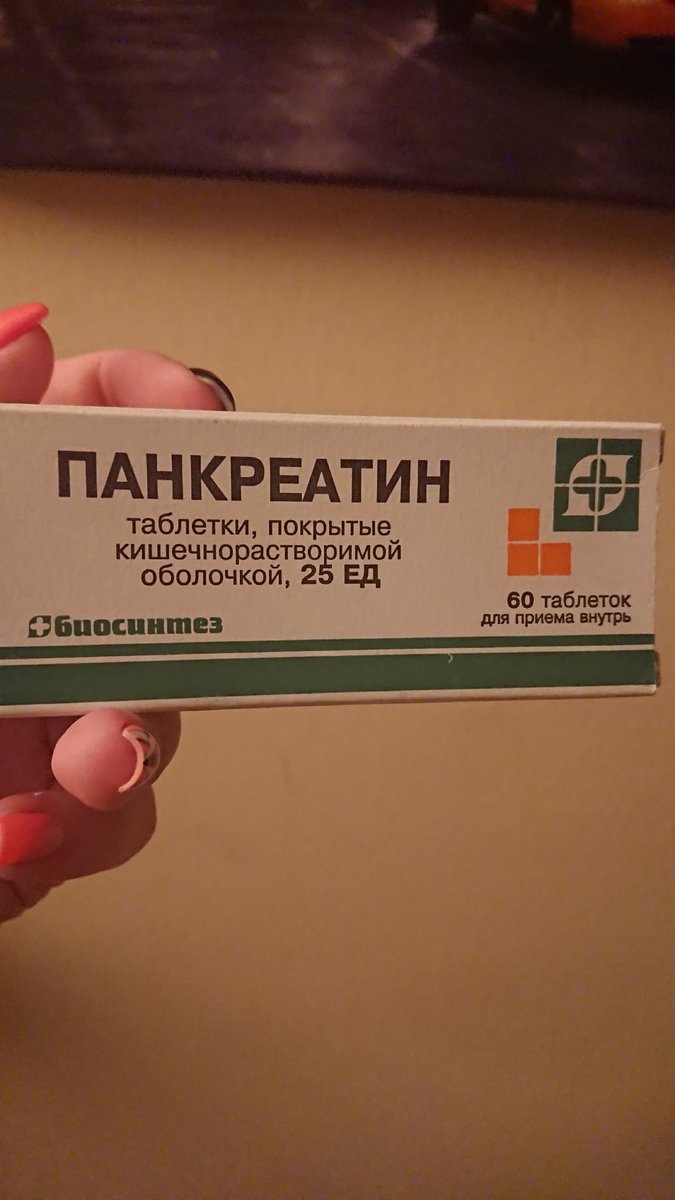 ПАНКРЕАТИН
таблетки, покрытые
кишечнорастворимой
оболочкой, 25 ЕД
60 таблеток
для приема внутрь
биосинтез